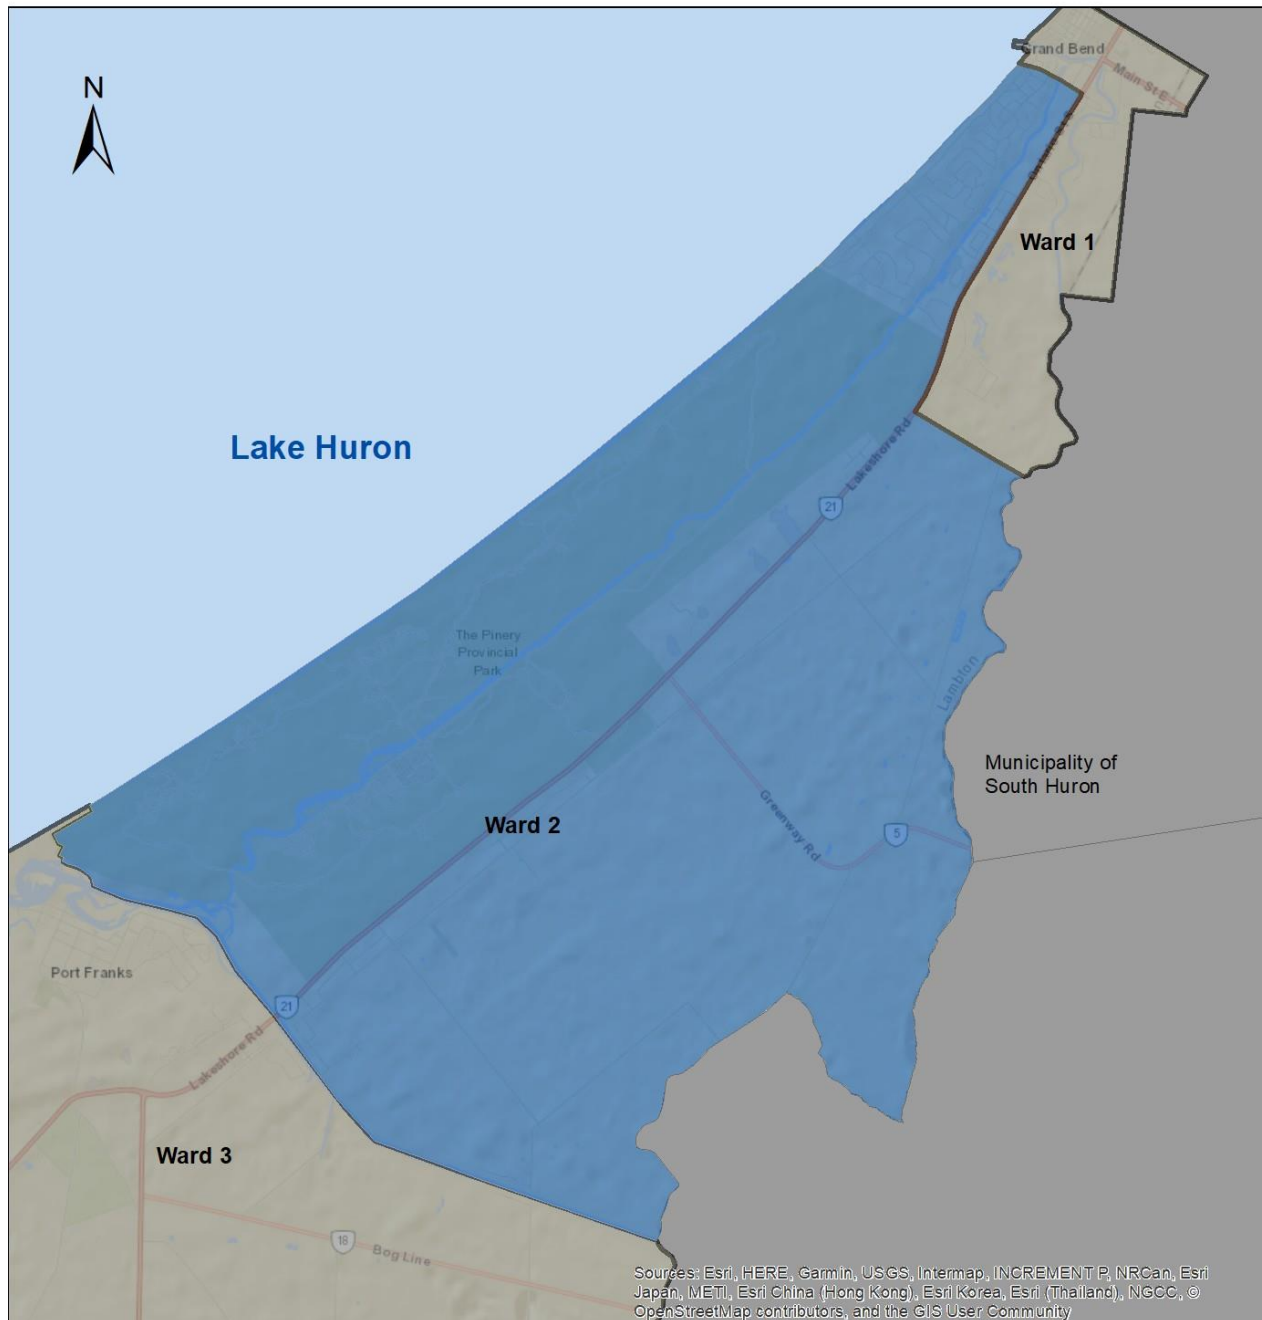 N
Grand Bend
Main St E
Ontario St S
Ward 1
Lake Huron
Lakeshore Rd
21
The Pinery
Provincial
Park
Lambton
Municipality of
South Huron
Ward 2
Greenway Rd
5
Port Franks
21
Lakeshore Rd
Ward 3
18
Bog Line
Sources: Esri, HERE, Garmin, USGS, Intermap, INCREMENT P, NRCan, Esri
Japan, METI, Esri China (Hong Kong), Esri Korea, Esri (Thailand), NGCC, ©
OpenStreetMap contributors, and the GIS User Community